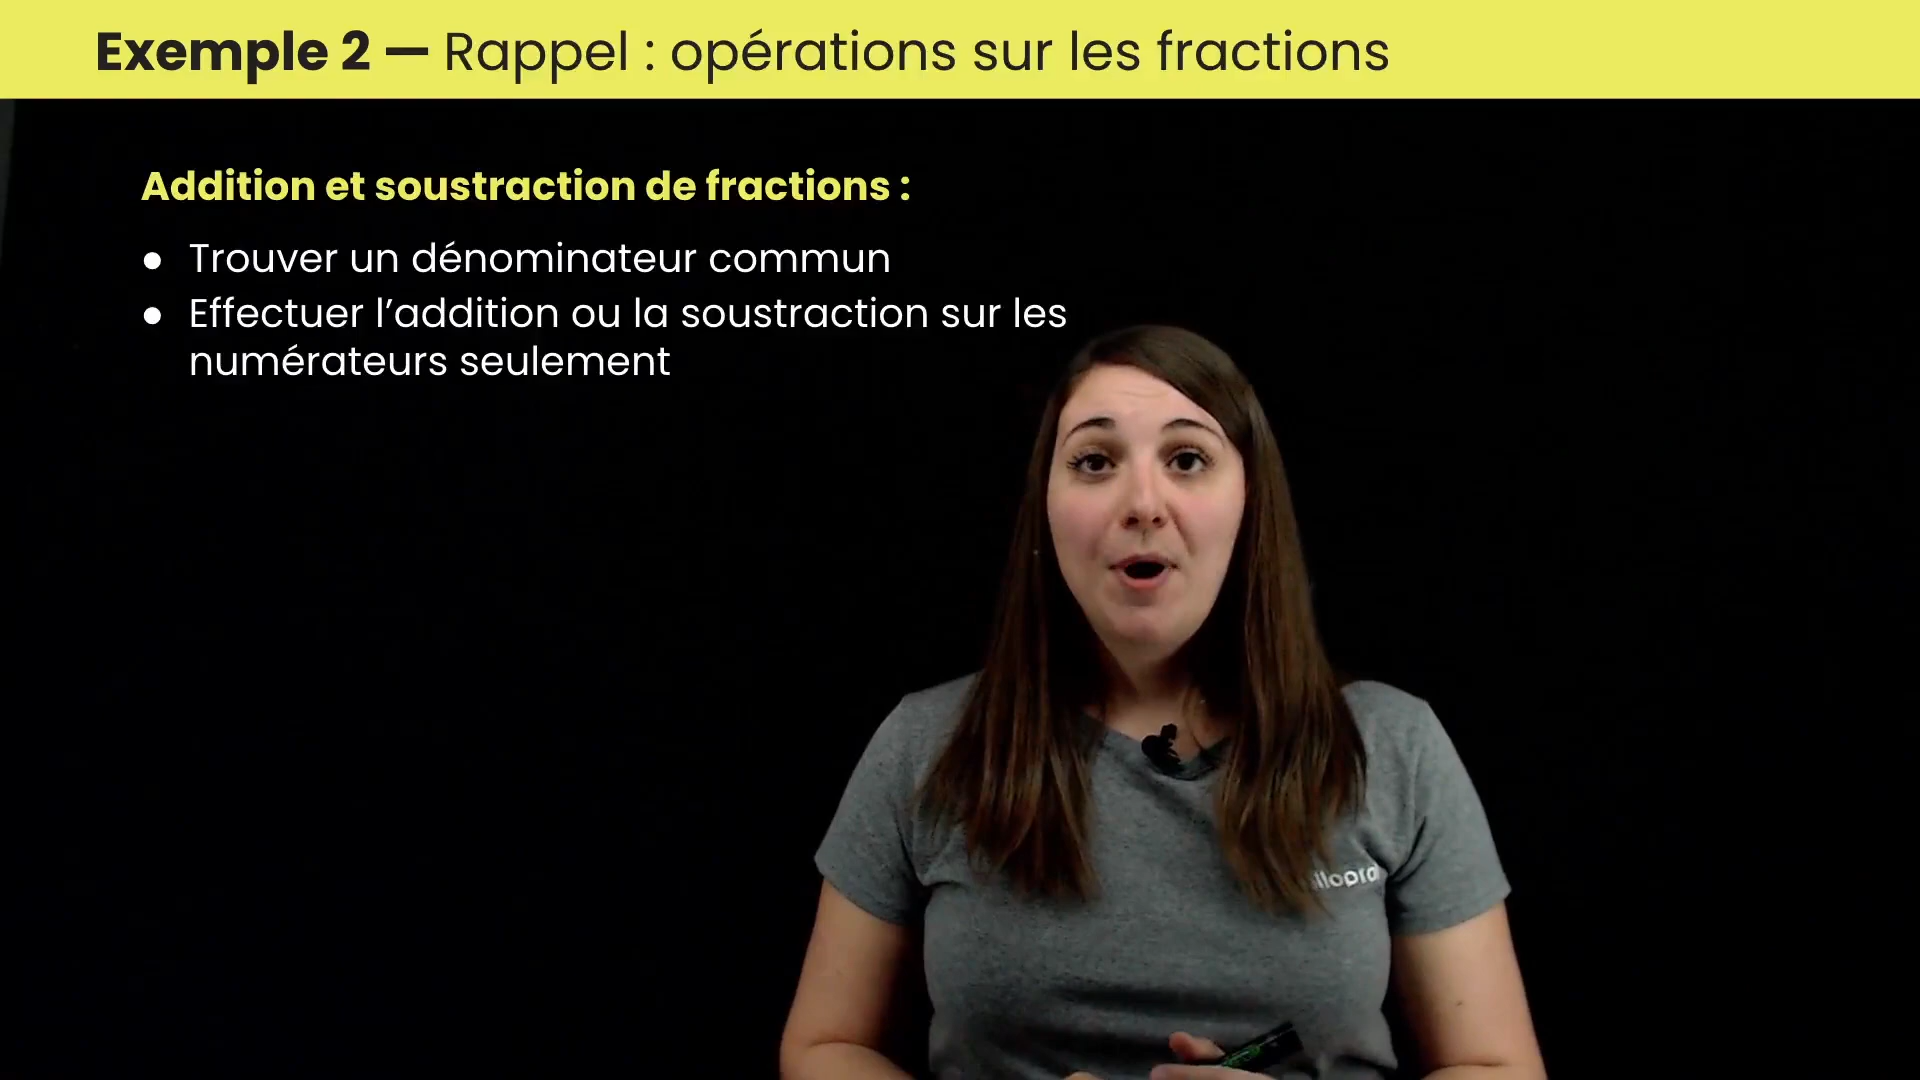 Exemple 2 — Rappel : opérations sur les fractions
Addition et soustraction de fractions :
● Trouver un dénominateur commun
● Effectuer l’addition ou la soustraction sur les
numérateurs seulement